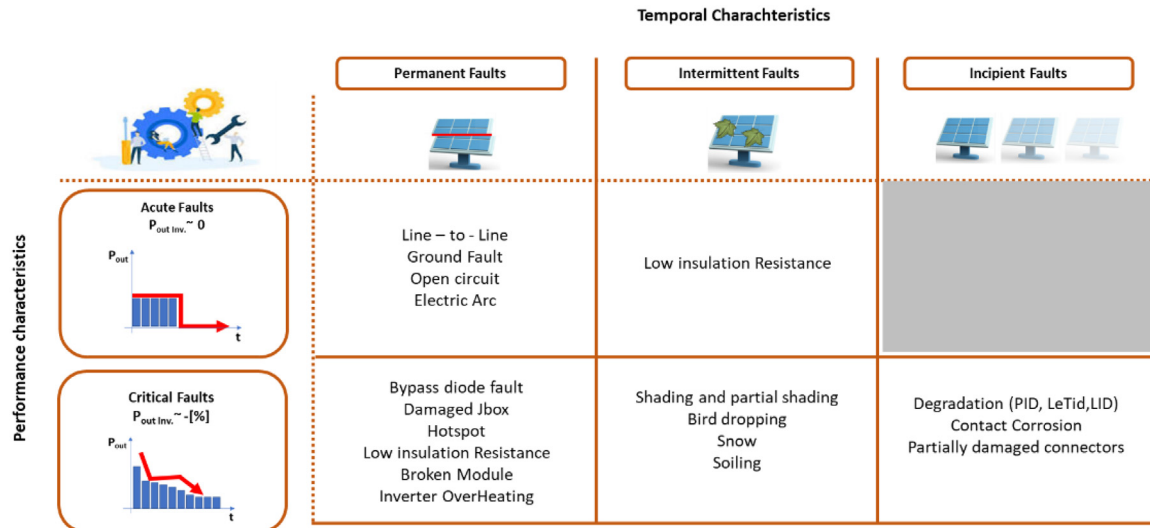 Temporal Charachteristics
Permanent Faults
Intermittent Faults
Incipient Faults
Performance characteristics
Acute Faults
Pout Inv.~ 0
Pout
t
Line – to - Line
Ground Fault
Open circuit
Electric Arc
Low insulation Resistance
Critical Faults
Pout Inv.~ -[%]
Pout
t
Bypass diode fault
Damaged Jbox
Hotspot
Low insulation Resistance
Broken Module
Inverter OverHeating
Shading and partial shading
Bird dropping
Snow
Soiling
Degradation (PID, LeTid,LID)
Contact Corrosion
Partially damaged connectors